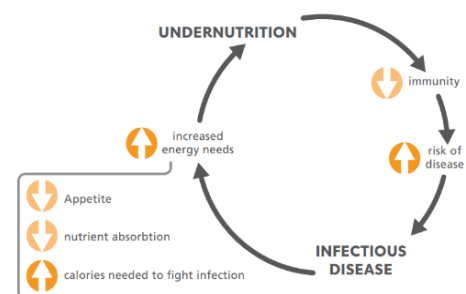 UNDERNUTRITION
immunity
risk of
disease
INFECTIOUS
DISEASE
increased
energy needs
Appetite
nutrient absorbtion
calories needed to fight infection